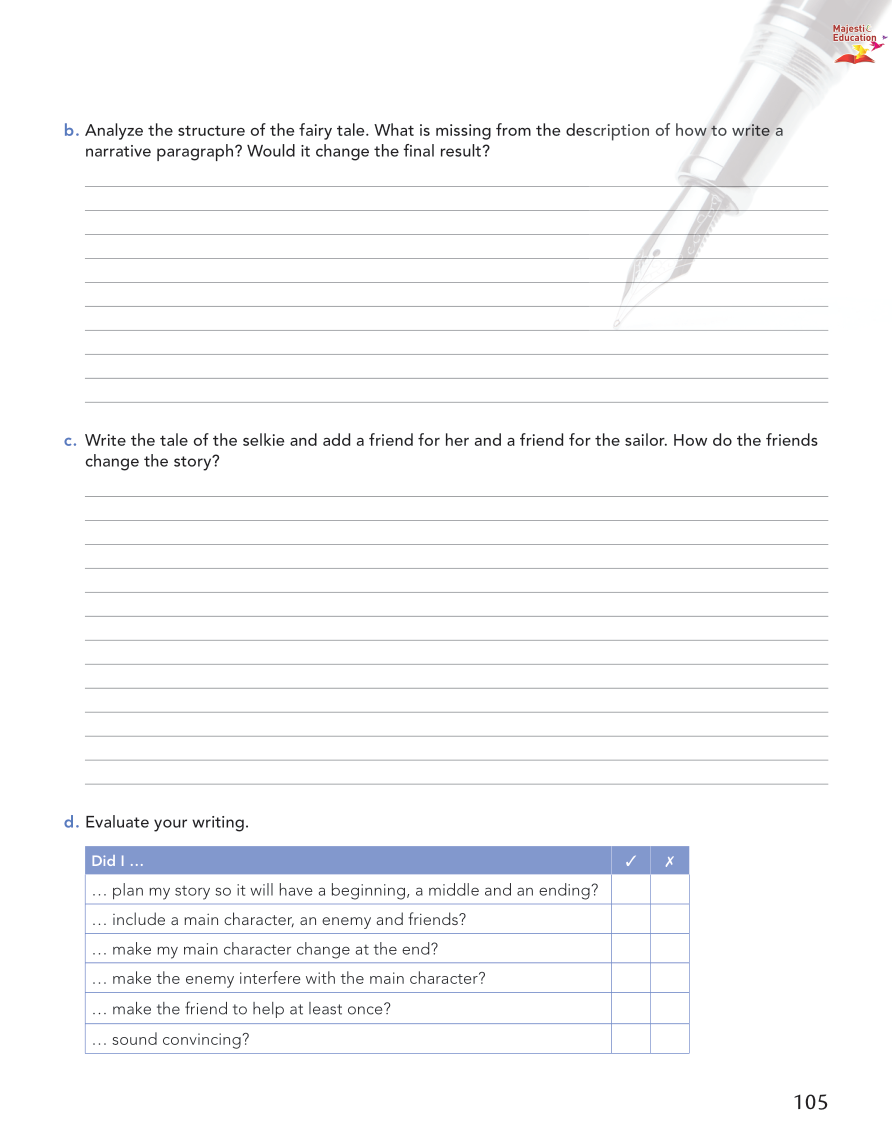 Majestic
Education
b. Analyze the structure of the fairy tale. What is missing from the description of how to write a
narrative paragraph? Would it change the final result?
c. Write the tale of the selkie and add a friend for her and a friend for the sailor. How do the friends
change the story?
d. Evaluate your writing.
Did I ... ✓ ✗
... plan my story so it will have a beginning, a middle and an ending?
... include a main character, an enemy and friends?
... make my main character change at the end?
... make the enemy interfere with the main character?
... make the friend to help at least once?
... sound convincing?
105